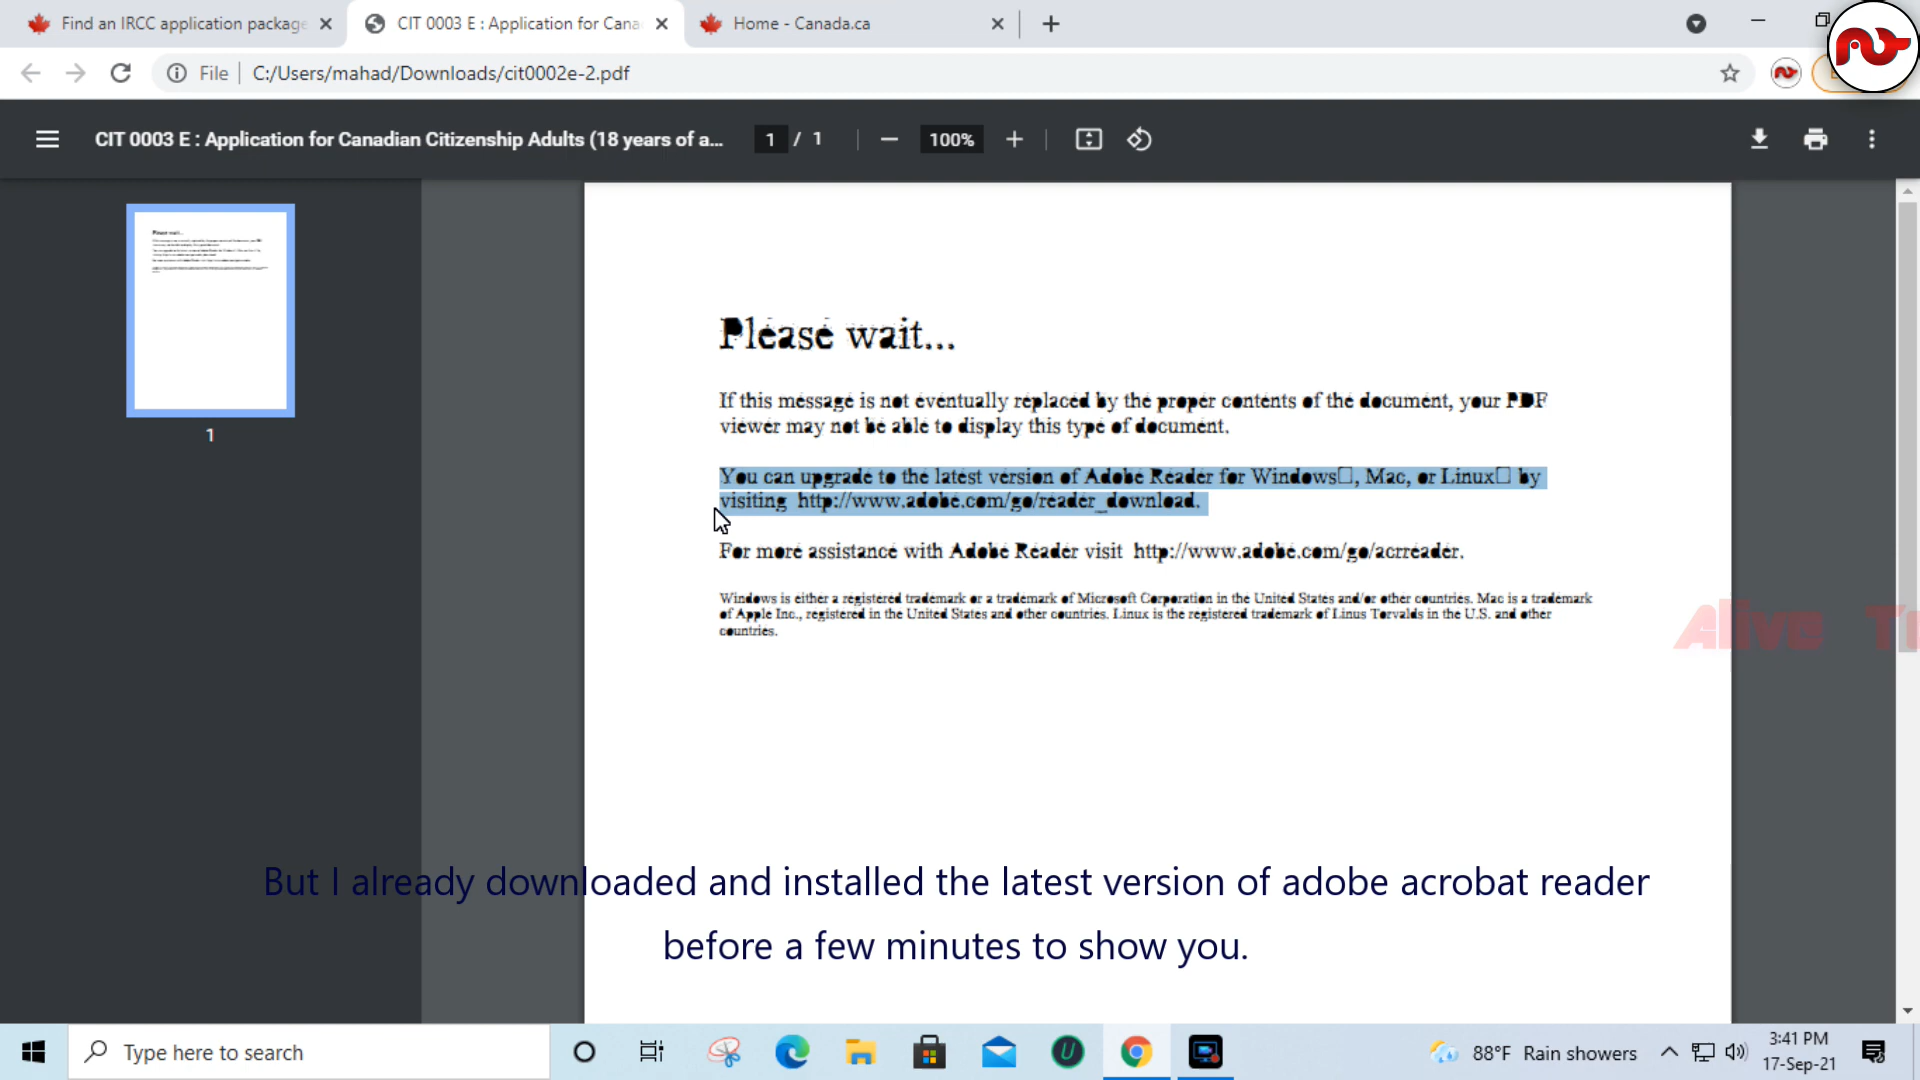 Find an IRCC application package
CIT 0003 E : Application for Cana
Home - Canada.ca
File
C:/Users/mahad/Downloads/cit0002e-2.pdf
CIT 0003 E : Application for Canadian Citizenship Adults (18 years of a...
1 / 1
100%
1
Please wait...
If this message is not eventually replaced by the proper contents of the document, your PDF
viewer may not be able to display this type of document.
You can upgrade to the latest version of Adobe Reader for Windows□, Mac, or Linux□ by
visiting http://www.adobe.com/go/reader_download.
For more assistance with Adobe Reader visit http://www.adobe.com/go/acrreader.
Windows is either a registered trademark or a trademark of Microsoft Corporation in the United States and/or other countries. Mac is a trademark
of Apple Inc., registered in the United States and other countries. Linux is the registered trademark of Linus Torvalds in the U.S. and other
countries.
Alive
But I already downloaded and installed the latest version of adobe acrobat reader
before a few minutes to show you.
Type here to search
88°F Rain showers
3:41 PM
17-Sep-21